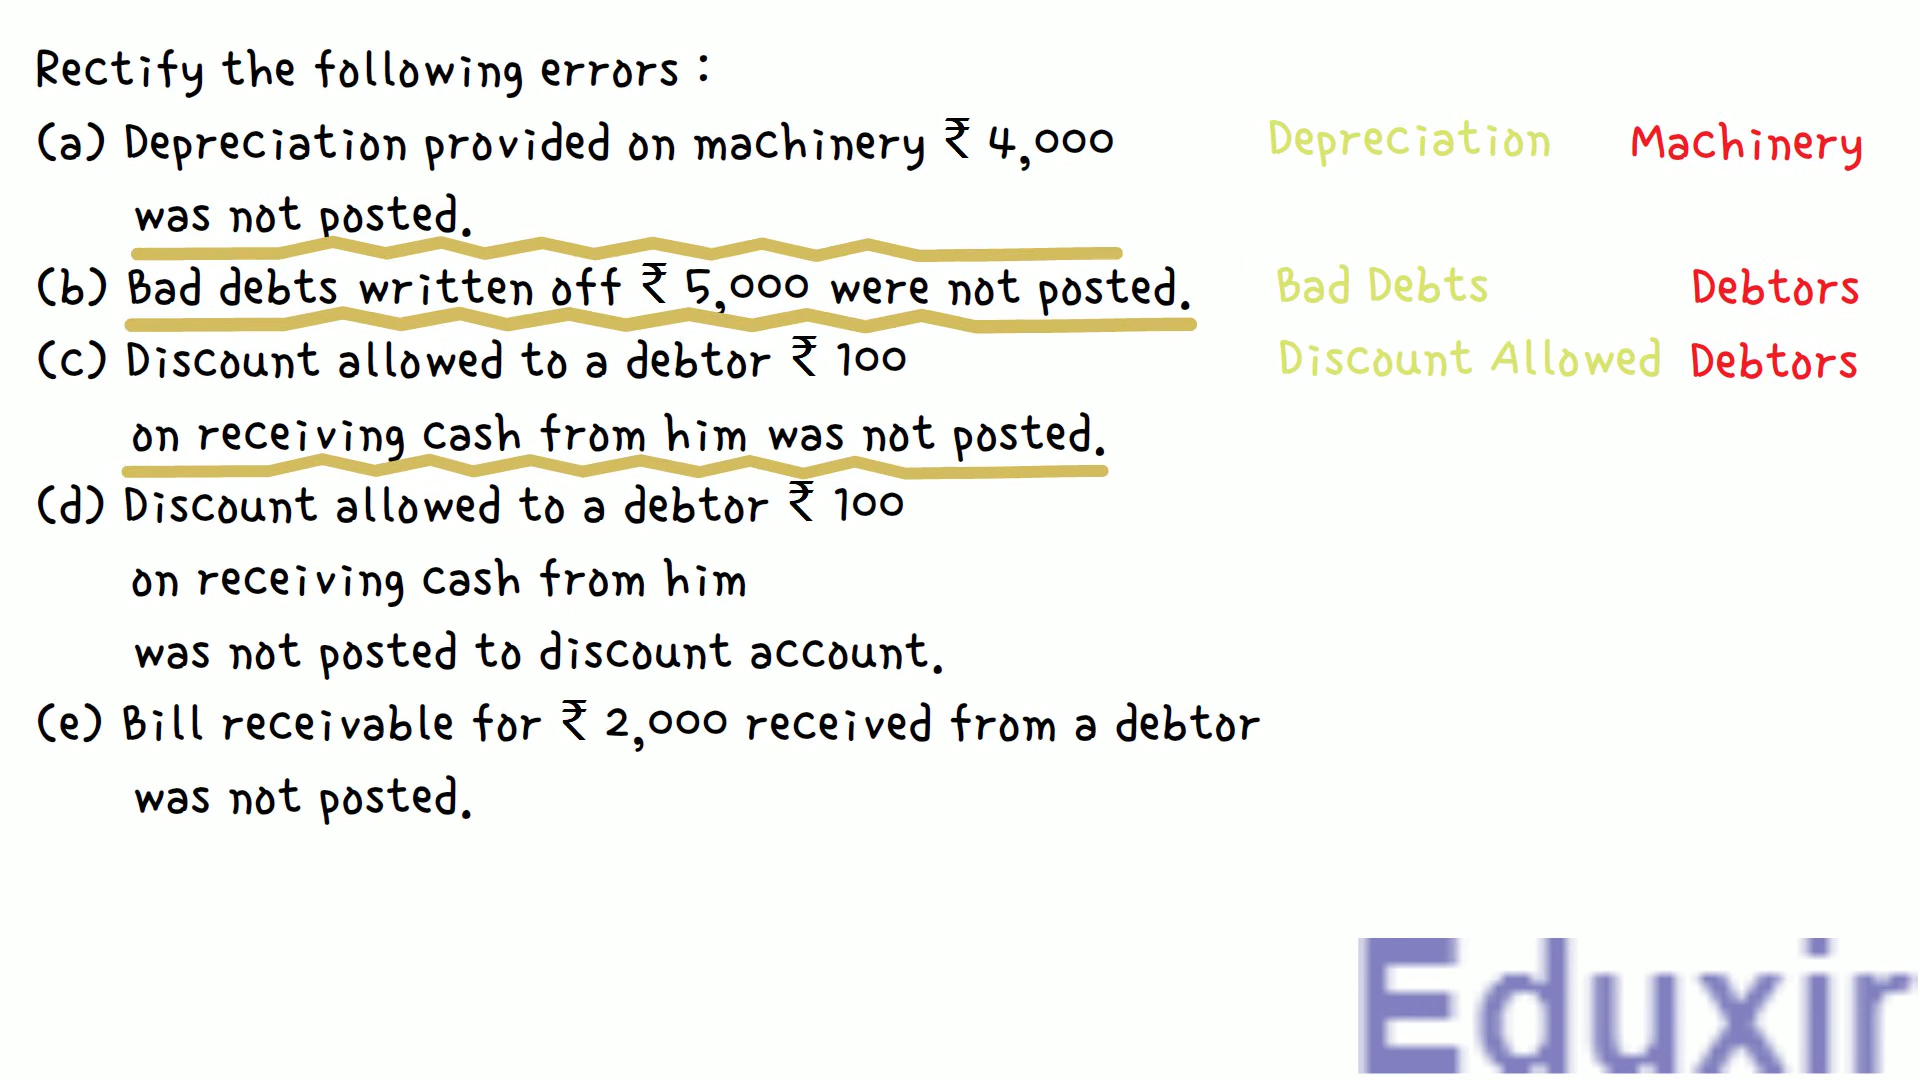 Rectify the following errors :
(a) Depreciation provided on machinery ₹ 4,000 Depreciation Machinery
was not posted.
(b) Bad debts written off ₹ 5,000 were not posted. Bad Debts Debtors
(c) Discount allowed to a debtor ₹ 100 Discount Allowed Debtors
on receiving cash from him was not posted.
(d) Discount allowed to a debtor ₹ 100
on receiving cash from him
was not posted to discount account.
(e) Bill receivable for ₹ 2,000 received from a debtor
was not posted.
Eduxir